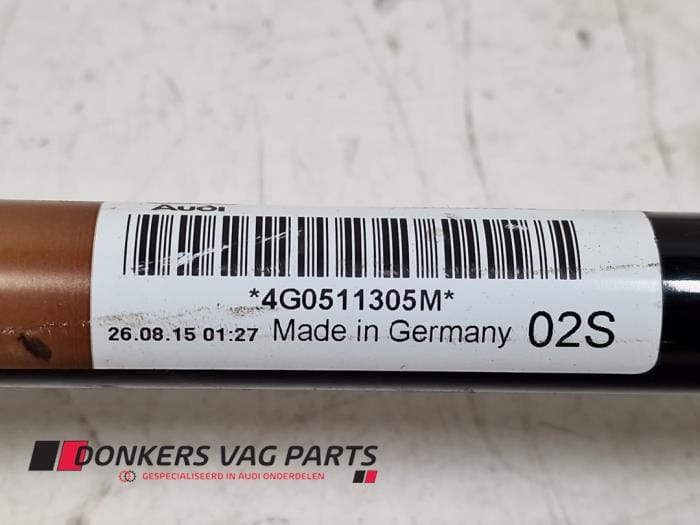 Audi
*4G0511305M*
26.08.15 01:27 Made in Germany 02S
DONKERS VAG PARTS
GESPECIALISEERD IN AUDI ONDERDELEN